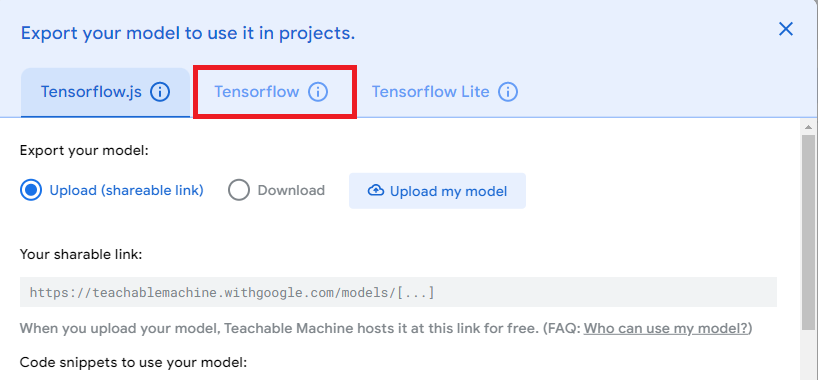 Export your model to use it in projects.
Tensorflow.js Tensorflow Tensorflow Lite
Export your model:
Upload (shareable link) Download Upload my model
Your sharable link:
https://teachablemachine.withgoogle.com/models/[...]
When you upload your model, Teachable Machine hosts it at this link for free. (FAQ: Who can use my model?)
Code snippets to use your model: